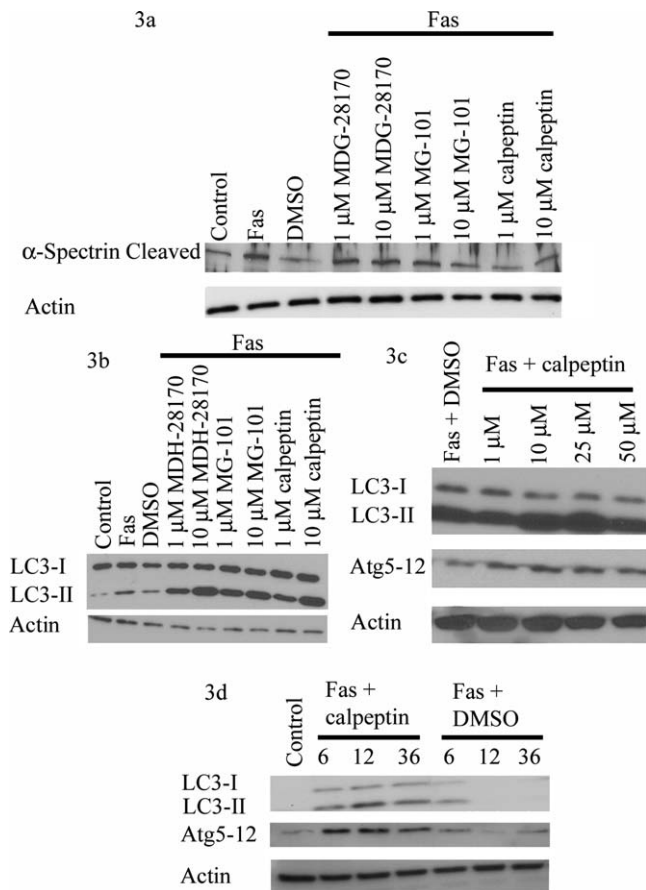 3a
Fas
Control
Fas
DMSO
1 µM MDG-28170
10 µM MDG-28170
1 µM MG-101
10 µM MG-101
1 µM calpeptin
10 µM calpeptin
α-Spectrin Cleaved
Actin
3b
Fas
Control
Fas
DMSO
1 µM MDH-28170
10 µM MDH-28170
1 µM MG-101
10 µM MG-101
1 µM calpeptin
10 µM calpeptin
LC3-I
LC3-II
Actin
3c
Fas + DMSO
Fas + calpeptin
1 µM
10 µM
25 µM
50 µM
LC3-I
LC3-II
Atg5-12
Actin
3d
Control
Fas +
calpeptin
Fas +
DMSO
6 12 36 6 12 36
LC3-I
LC3-II
Atg5-12
Actin